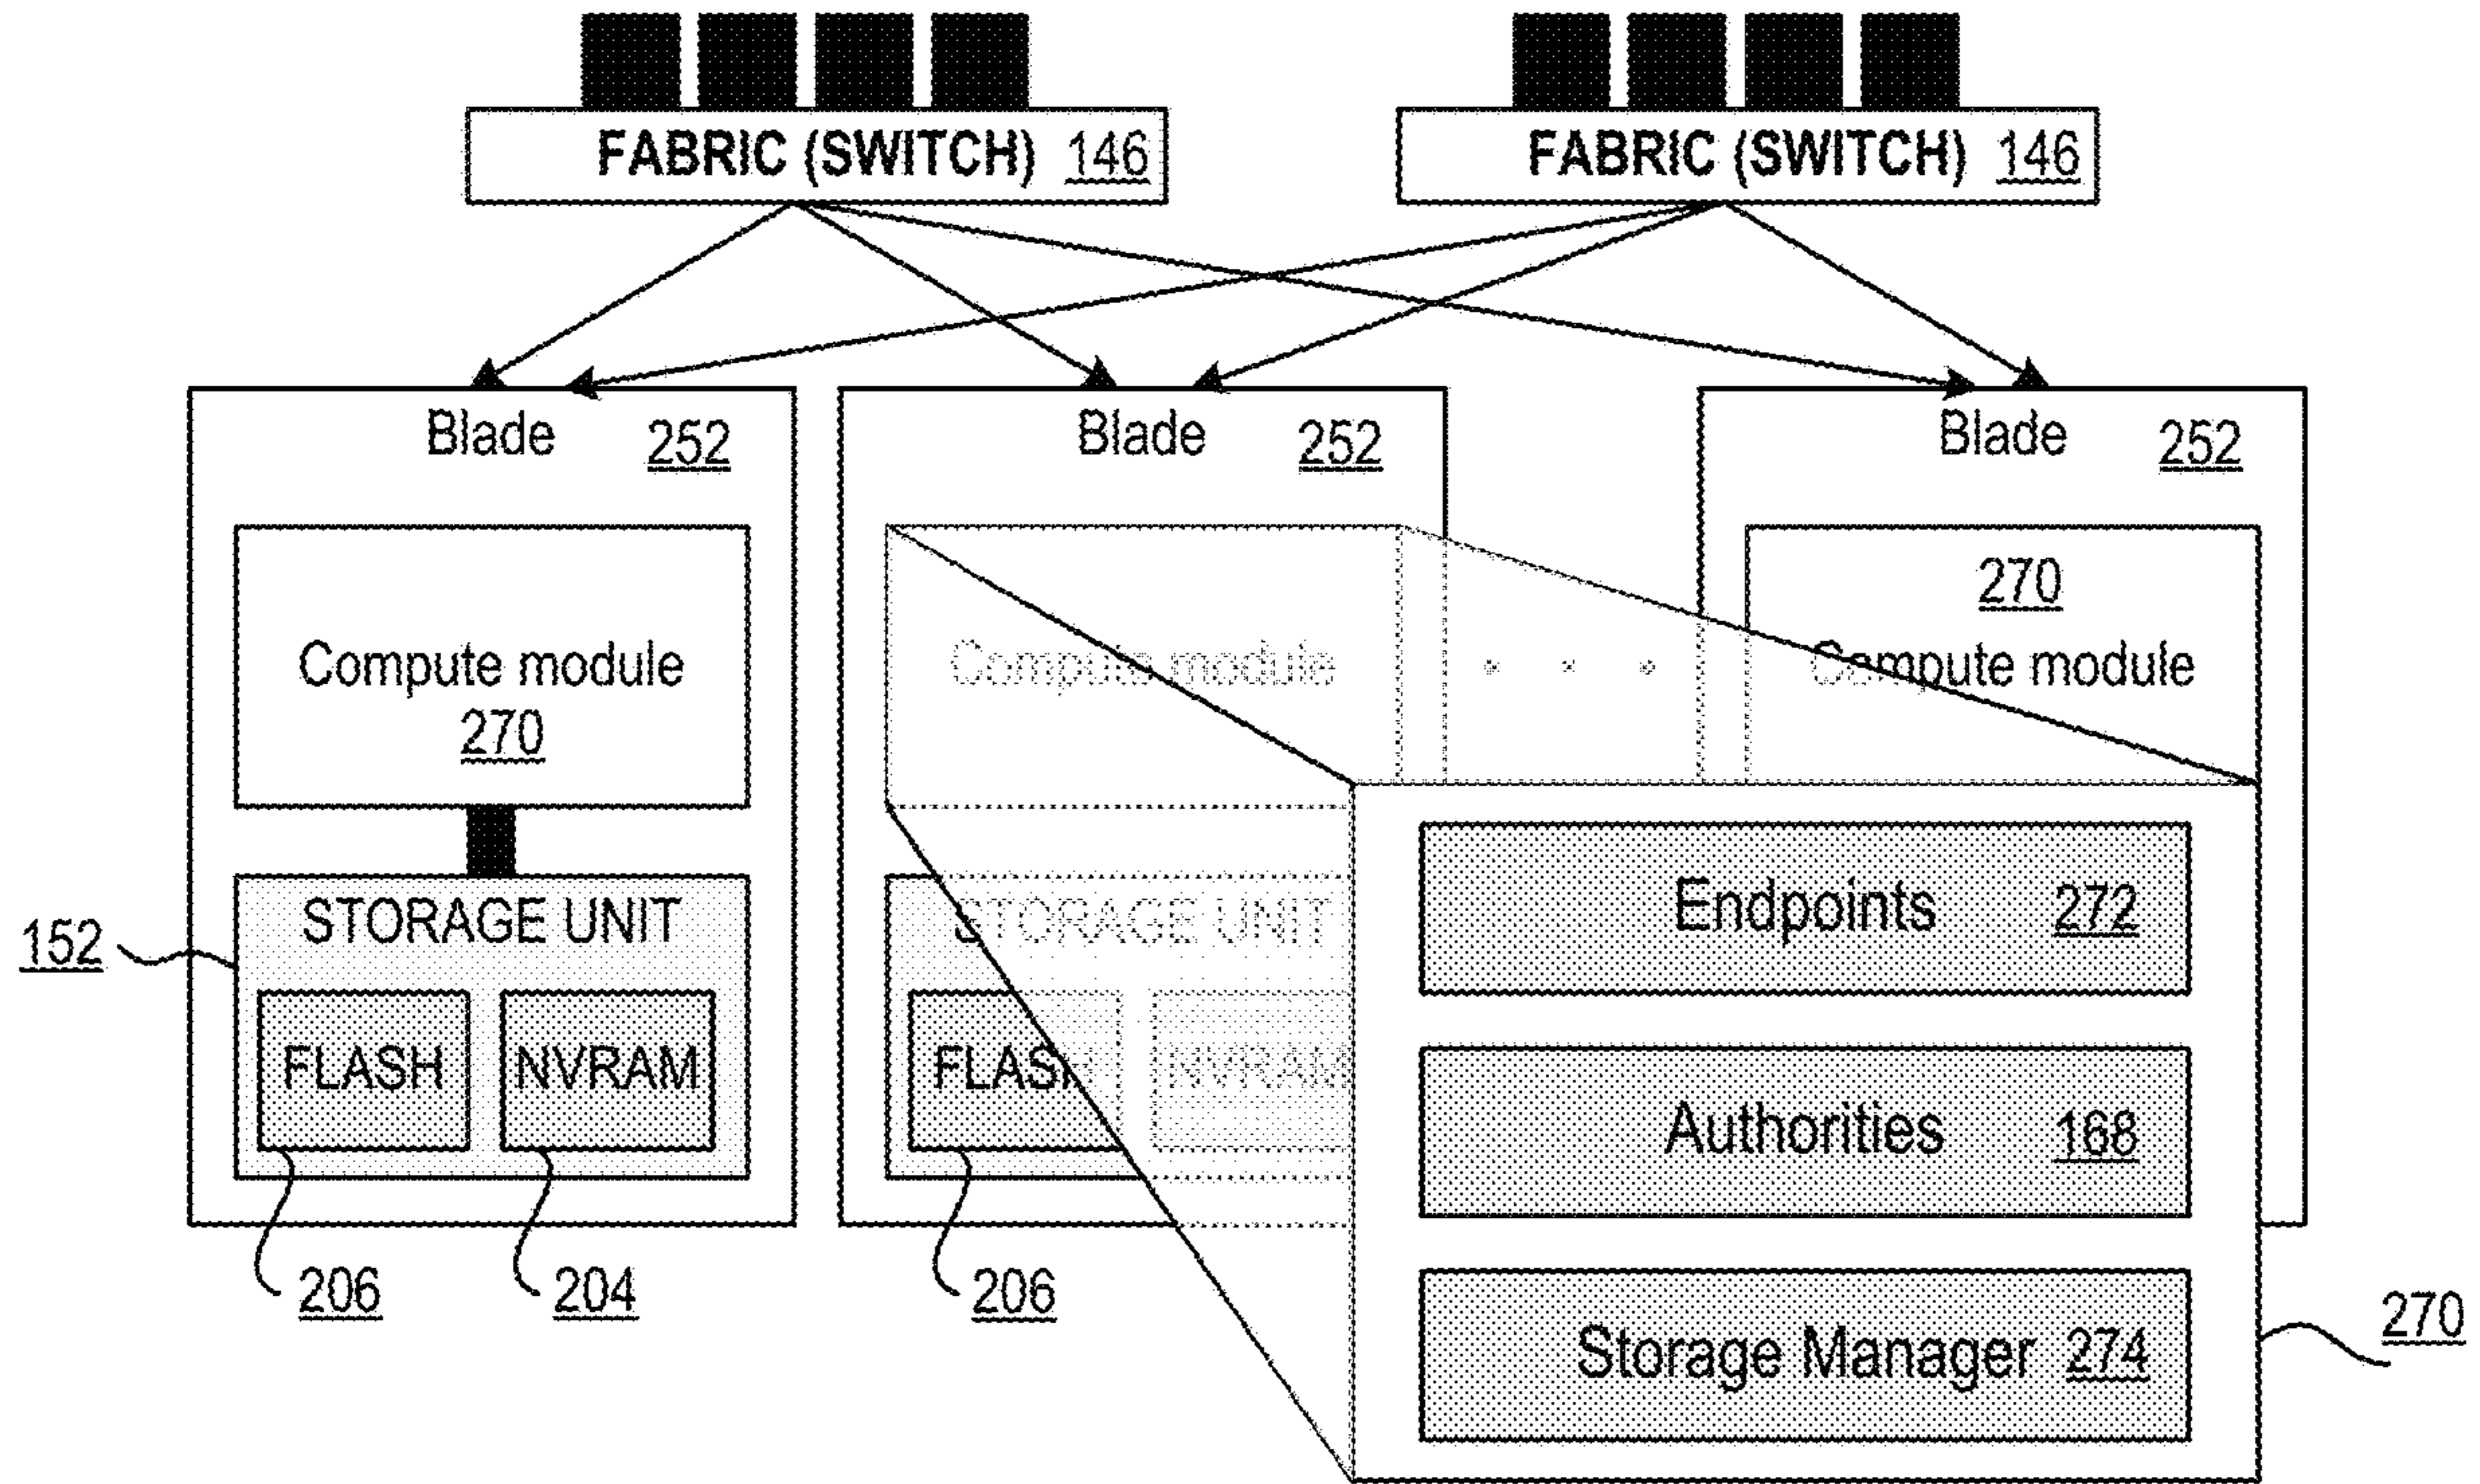 FABRIC (SWITCH) 146
FABRIC (SWITCH) 146
Blade 252
Blade 252
Blade 252
Compute module
270
Compute module
270
Compute module
152
STORAGE UNIT
FLASH
NVRAM
206
204
STORAGE UNIT
FLASH
NVRAM
206
Endpoints 272
Authorities 168
Storage Manager 274
270